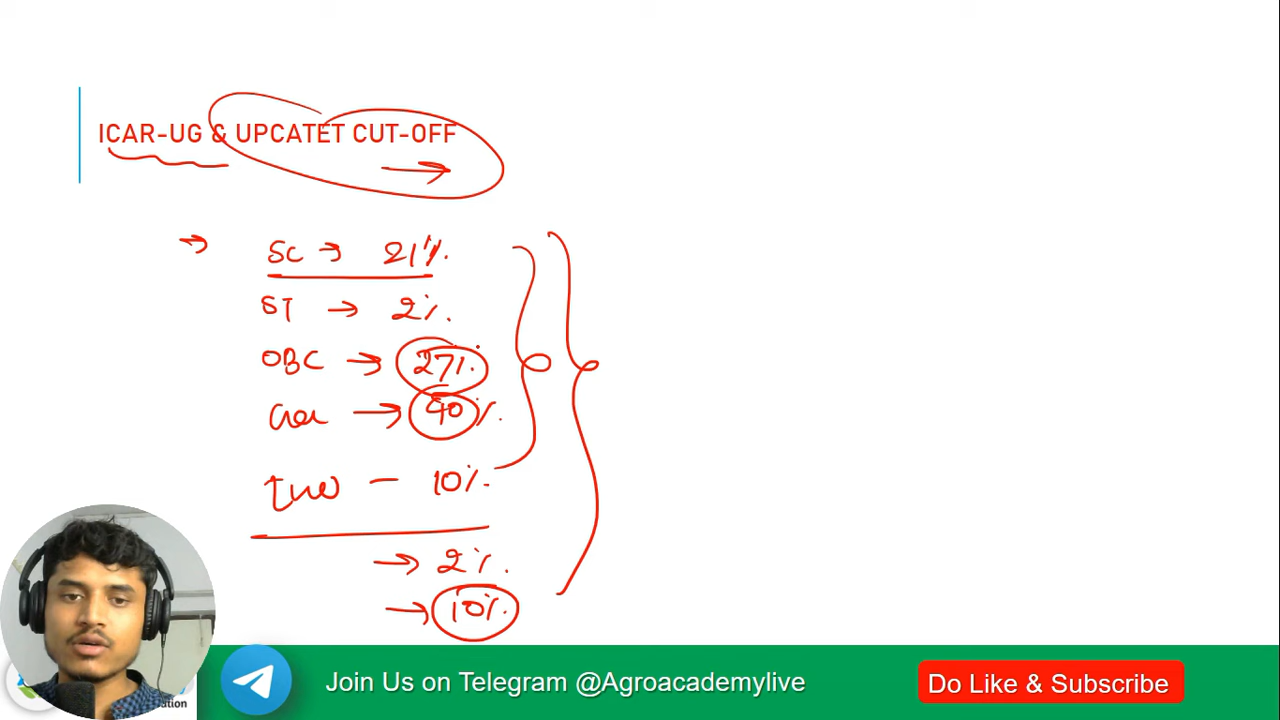 ICAR-UG & UPCATET CUT-OFF
→ SC → 21%.
ST → 2%.
OBC → 27%.
Gen → 40%.
EWS - 10%.
→ 2%.
→ 10%.
Join Us on Telegram @Agroacademylive
Do Like & Subscribe